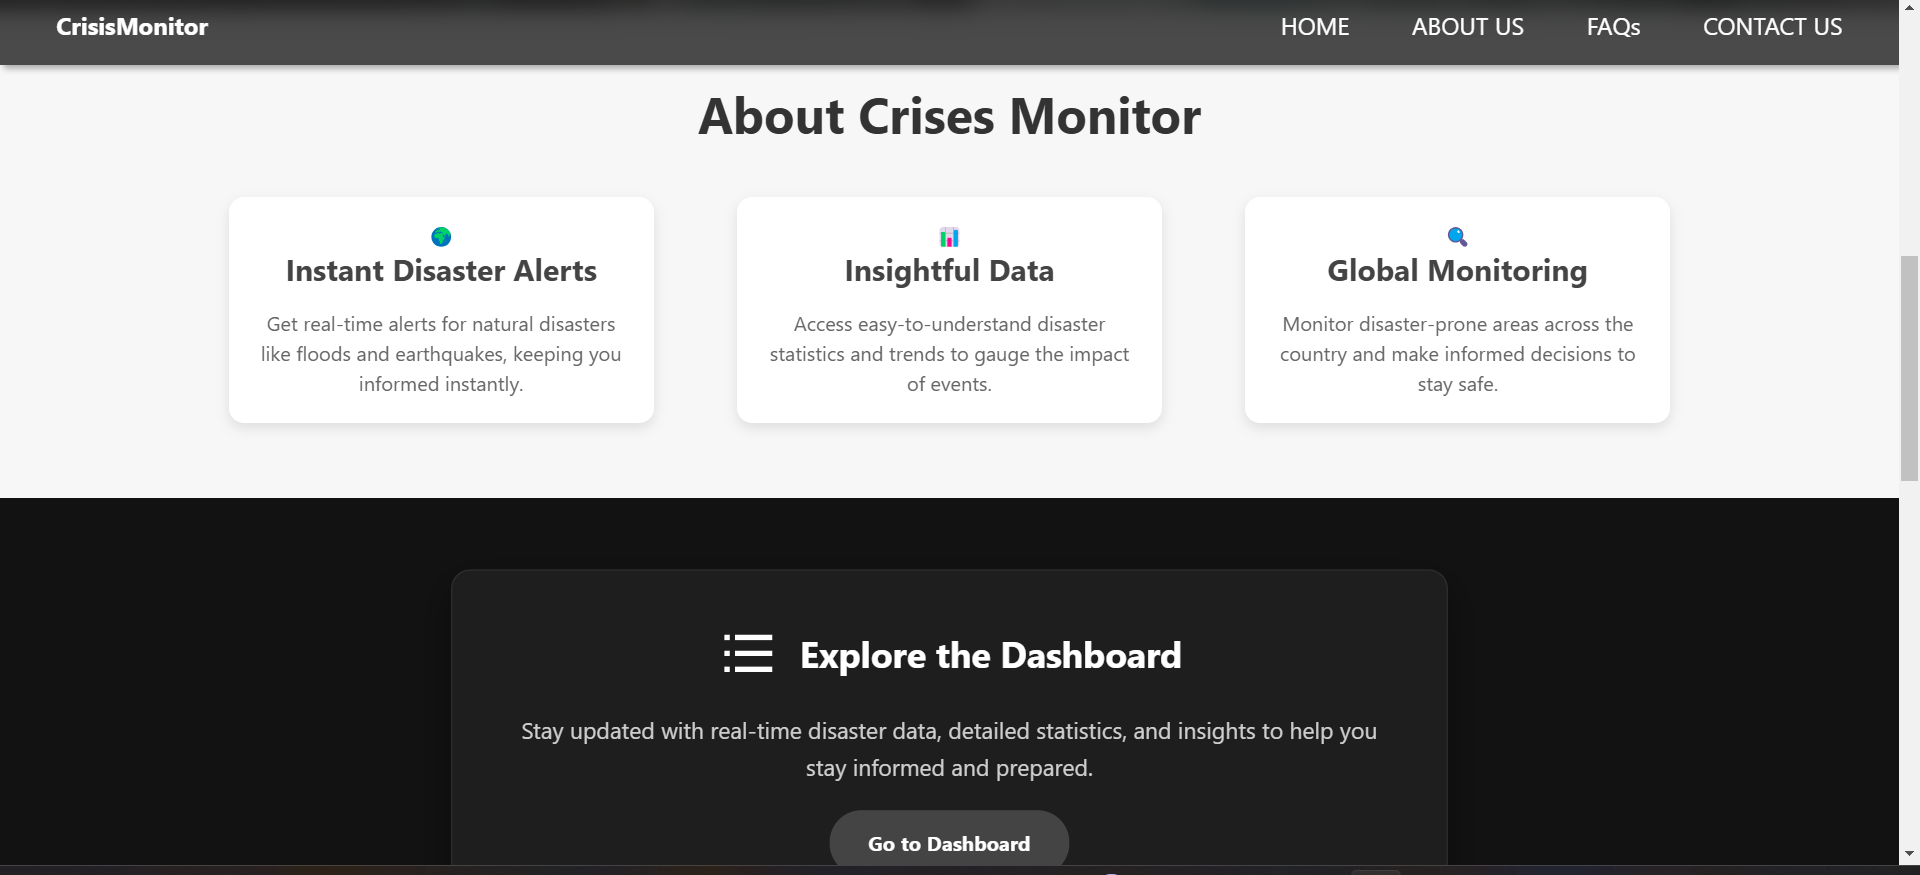 CrisisMonitor
HOME ABOUT US FAQs CONTACT US
About Crises Monitor
Instant Disaster Alerts
Get real-time alerts for natural disasters
like floods and earthquakes, keeping you
informed instantly.
Insightful Data
Access easy-to-understand disaster
statistics and trends to gauge the impact
of events.
Global Monitoring
Monitor disaster-prone areas across the
country and make informed decisions to
stay safe.
Explore the Dashboard
Stay updated with real-time disaster data, detailed statistics, and insights to help you
stay informed and prepared.
Go to Dashboard